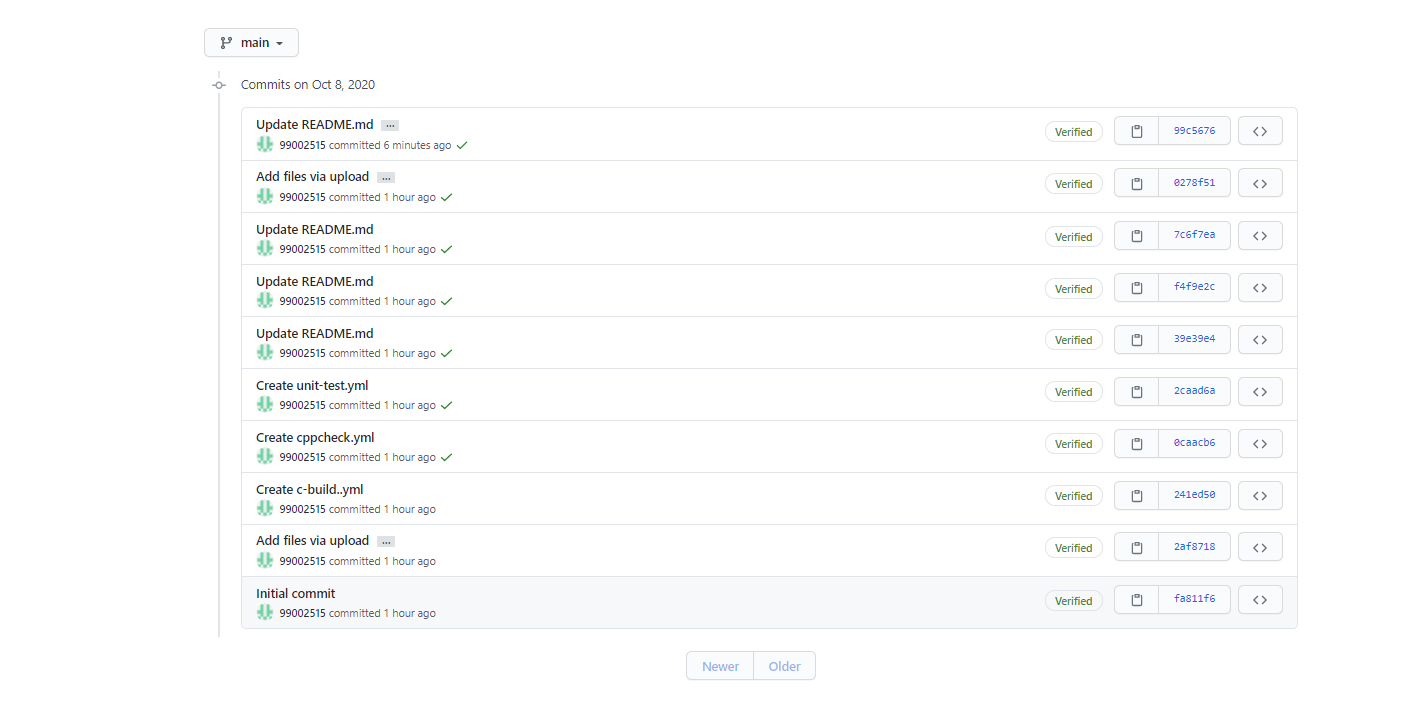 main
Commits on Oct 8, 2020
Update README.md ...
Verified 99c5676
99002515 committed 6 minutes ago
Add files via upload ...
Verified 0278f51
99002515 committed 1 hour ago
Update README.md
Verified 7c6f7ea
99002515 committed 1 hour ago
Update README.md
Verified f4f9e2c
99002515 committed 1 hour ago
Update README.md
Verified 39e39e4
99002515 committed 1 hour ago
Create unit-test.yml
Verified 2caad6a
99002515 committed 1 hour ago
Create cppcheck.yml
Verified 0caacb6
99002515 committed 1 hour ago
Create c-build..yml
Verified 241ed50
99002515 committed 1 hour ago
Add files via upload ...
Verified 2af8718
99002515 committed 1 hour ago
Initial commit
Verified fa811f6
99002515 committed 1 hour ago
Newer Older